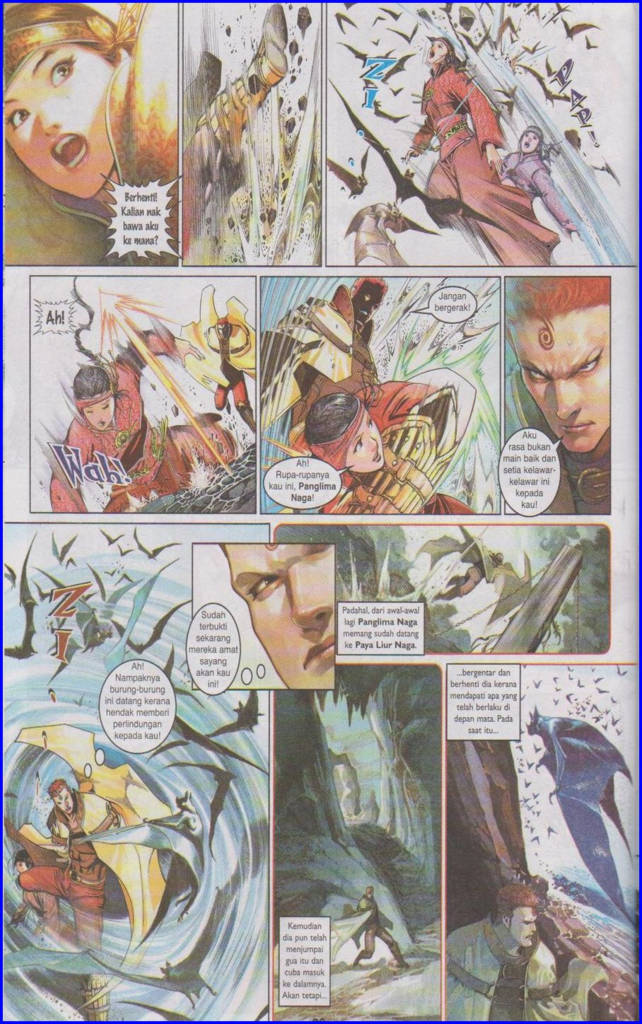 Berhenti!
Kalian nak
bawa aku
ke mana?
ZI
PAP!
Ah!
Wah!
Jangan
bergerak!
Ah!
Rupa-rupanya
kau ini, Panglima
Naga!
Aku
rasa bukan
main baik dan
setia kelawar-
kelawar ini
kepada
kau!
ZI
Ah!
Nampaknya
burung-burung
ini datang kerana
hendak memberi
perlindungan
kepada kau!
Sudah
terbukti
sekarang
mereka amat
sayang
akan kau
ini!
Padahal, dari awal-awal
lagi Panglima Naga
memang sudah datang
ke Paya Liur Naga.
Kemudian
dia pun telah
menjumpai
gua itu dan
cuba masuk
ke dalamnya.
Akan tetapi...
...bergentar dan
berhenti dia kerana
mendapati apa yang
telah berlaku di
depan mata. Pada
saat itu...